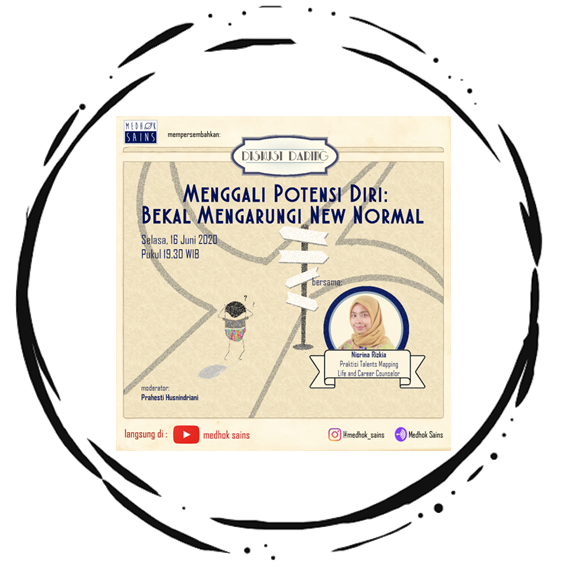 MEDHOK
SAINS
mempersembahkan:
DISKUSI DARING
MENGGALI POTENSI DIRI:
BEKAL MENGARUNGI NEW NORMAL
Selasa, 16 Juni 2020
Pukul 19.30 WIB
bersama:
?
?
Nisrina Rizkia
Praktisi Talents Mapping
Life and Career Counselor
moderator:
Prahesti Husnindriani
langsung di :
medhok sains
@medhok_sains
Medhok Sains